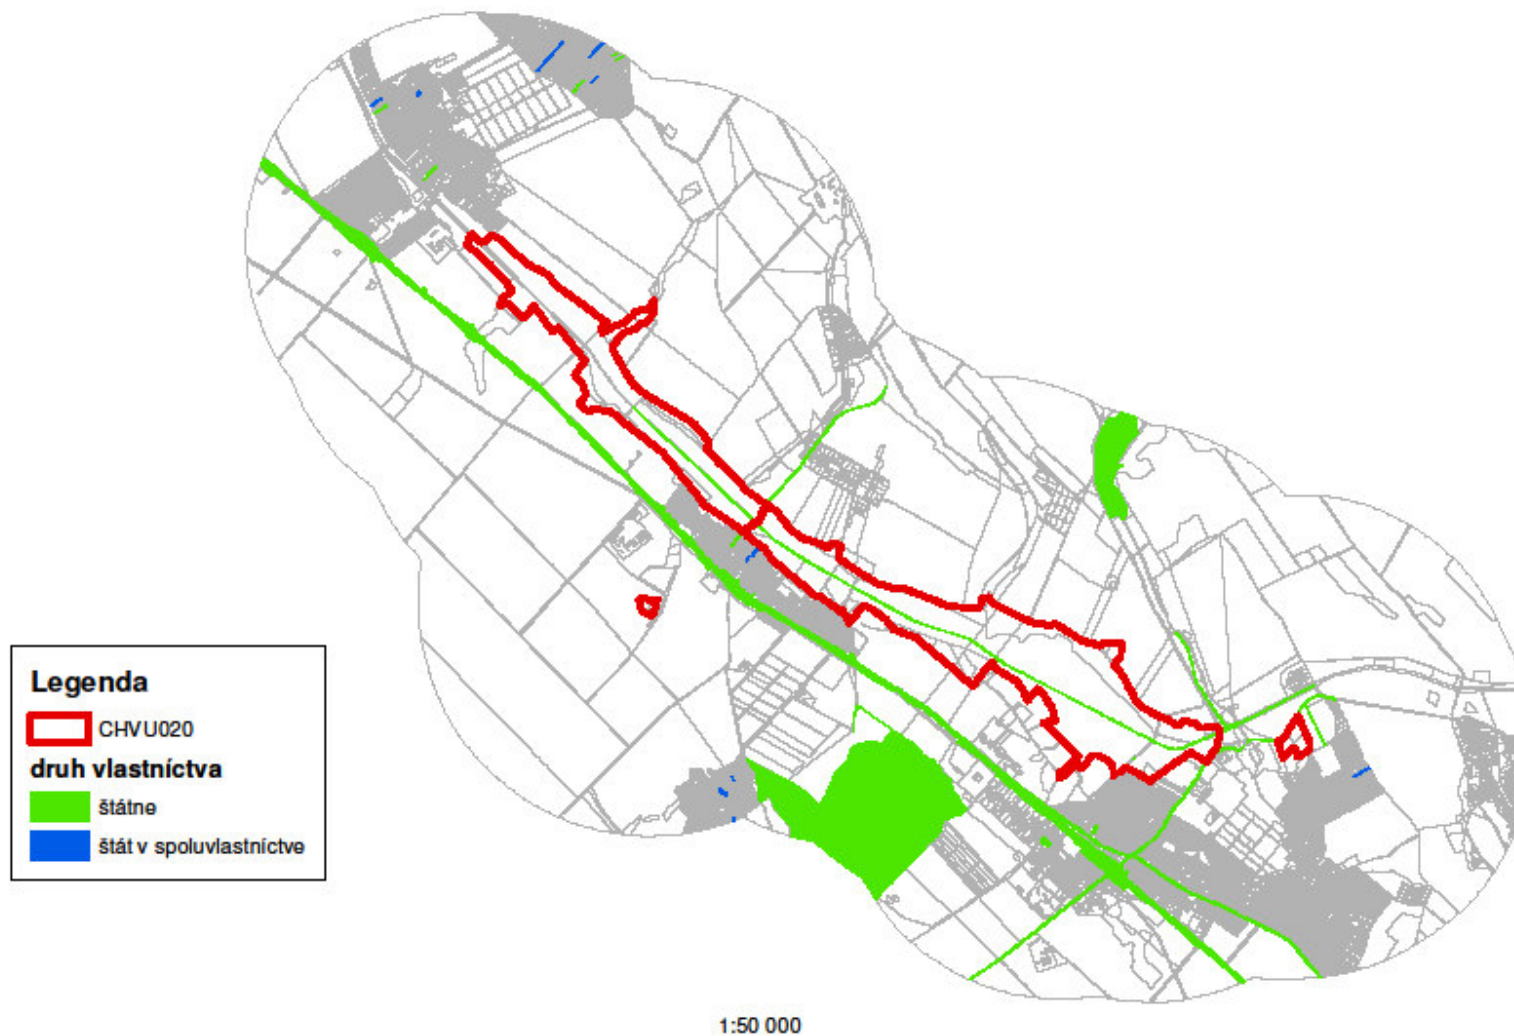 Legenda
CHVU020
druh vlastníctva
štátne
štát v spoluvlastníctve
1:50 000